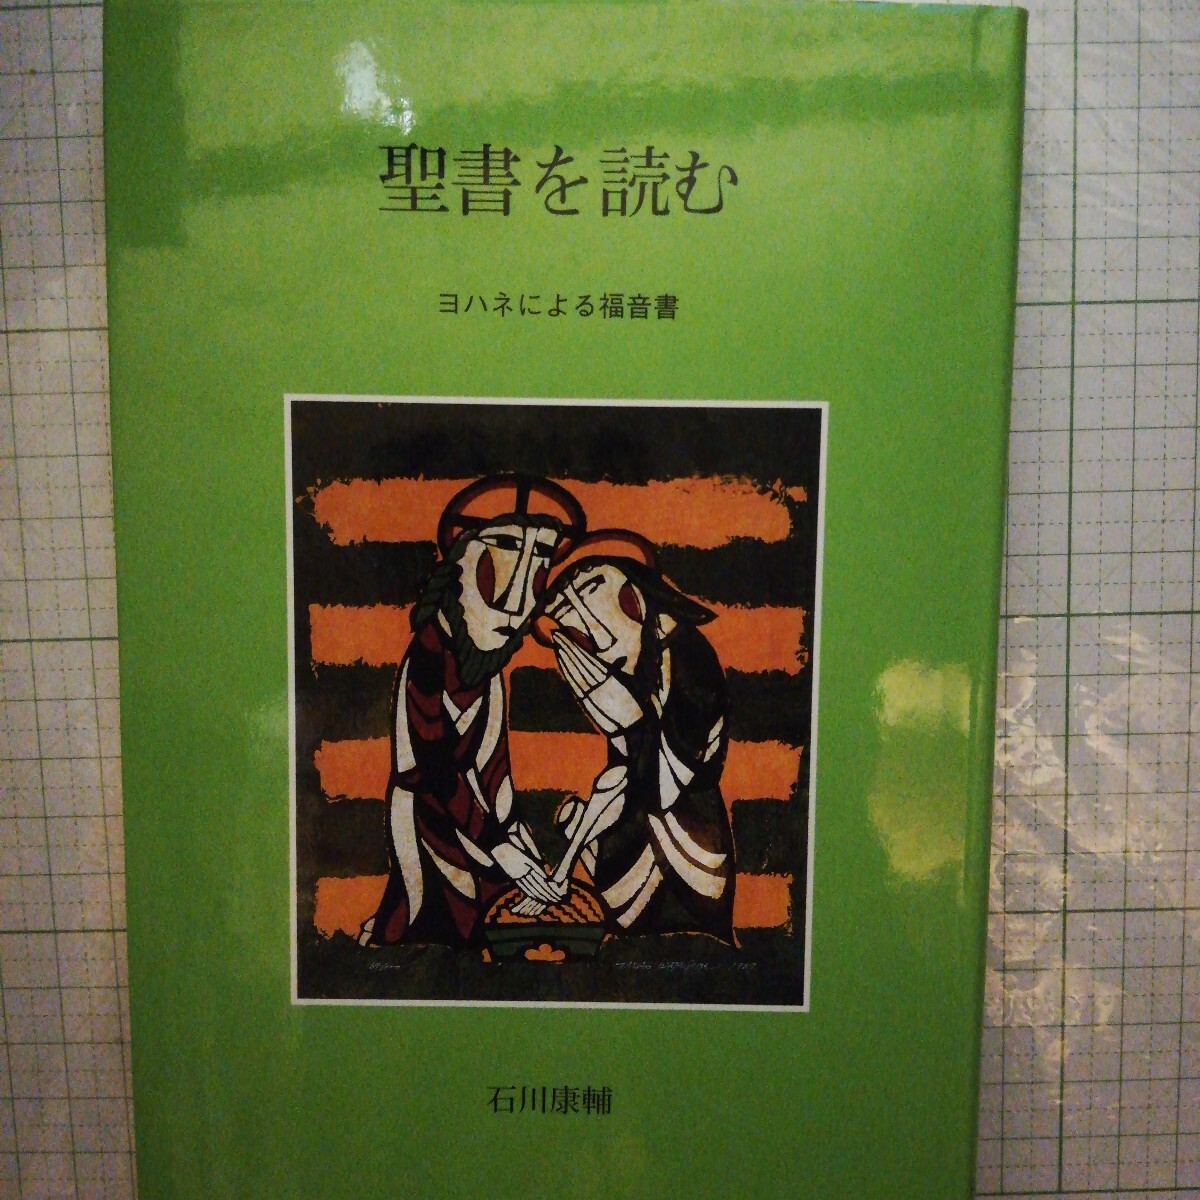 聖書を読む
ヨハネによる福音書
石川康輔